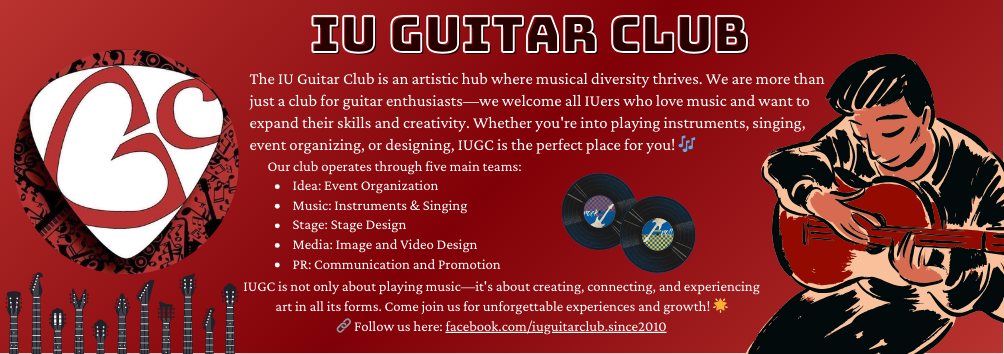 IU GUITAR CLUB
The IU Guitar Club is an artistic hub where musical diversity thrives. We are more than
just a club for guitar enthusiasts—we welcome all IUers who love music and want to
expand their skills and creativity. Whether you're into playing instruments, singing,
event organizing, or designing, IUGC is the perfect place for you! 🎶
Our club operates through five main teams:
• Idea: Event Organization
• Music: Instruments & Singing
• Stage: Stage Design
• Media: Image and Video Design
• PR: Communication and Promotion
IUGC is not only about playing music—it's about creating, connecting, and experiencing
art in all its forms. Come join us for unforgettable experiences and growth! 🌟
🔗 Follow us here: facebook.com/iuguitarclub.since2010
GC